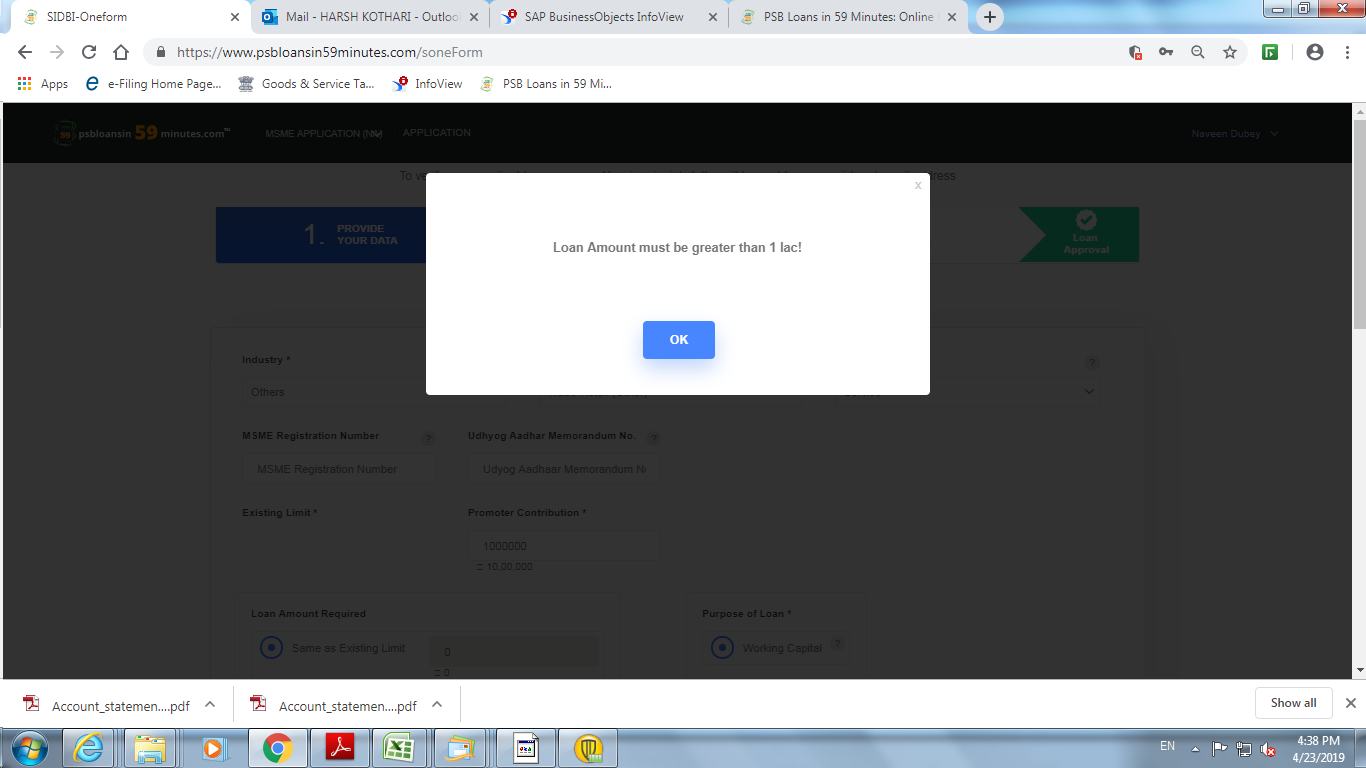 SIDBI-Oneform
Mail - HARSH KOTHARI - Outloo
SAP BusinessObjects InfoView
PSB Loans in 59 Minutes: Online
https://www.psbloansin59minutes.com/soneForm
Apps
e-Filing Home Page...
Goods & Service Ta...
InfoView
PSB Loans in 59 Mi...
psbloansin 59 minutes.com™
MSME APPLICATION
APPLICATION
Naveen Dubey
x
1.
PROVIDE
YOUR DATA
Loan
Approval
Loan Amount must be greater than 1 lac!
OK
Industry *
?
Others
MSME Registration Number
?
Udhyog Aadhar Memorandum No.
?
MSME Registration Number
Udyog Aadhaar Memorandum N
Existing Limit *
Promoter Contribution *
1000000
= 10,00,000
Loan Amount Required
Purpose of Loan *
Same as Existing Limit
0
Working Capital
?
= 0
Account_statemen....pdf
Account_statemen....pdf
Show all
EN
4:38 PM
4/23/2019